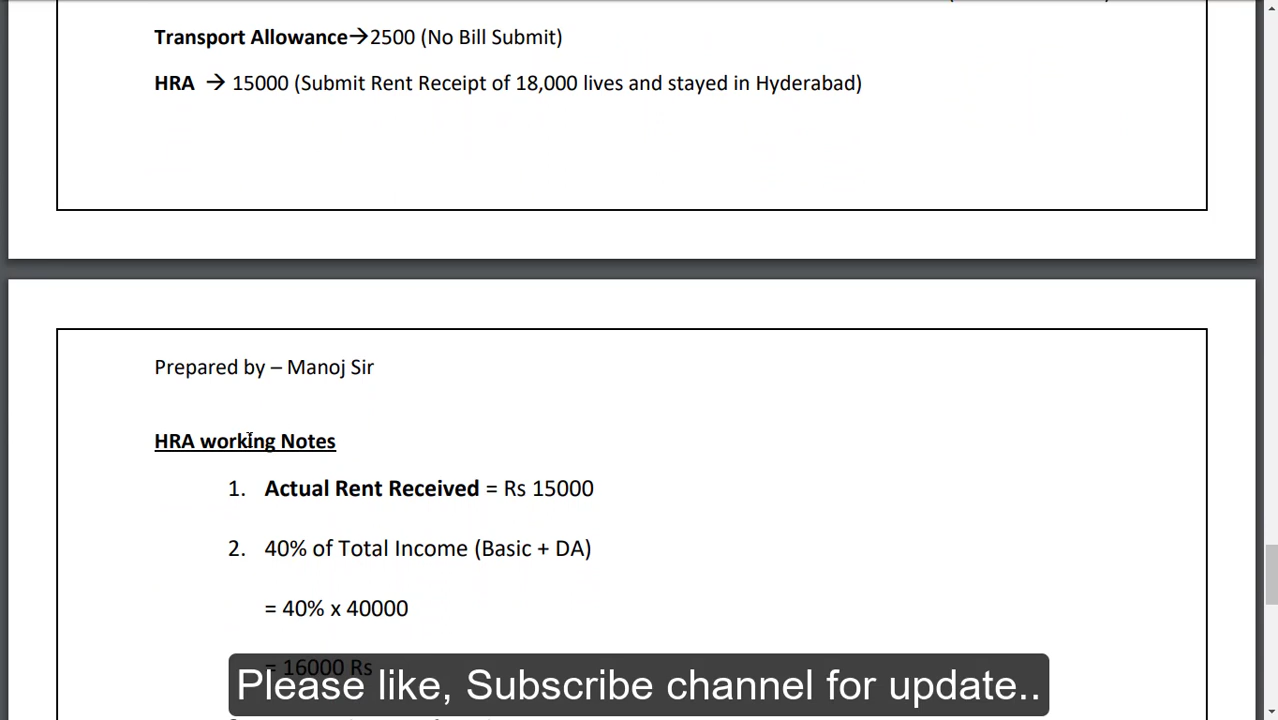 Transport Allowance→2500 (No Bill Submit)
HRA → 15000 (Submit Rent Receipt of 18,000 lives and stayed in Hyderabad)
Prepared by – Manoj Sir
HRA working Notes
1. Actual Rent Received = Rs 15000
2. 40% of Total Income (Basic + DA)
= 40% x 40000
= 16000 Rs
Please like, Subscribe channel for update..